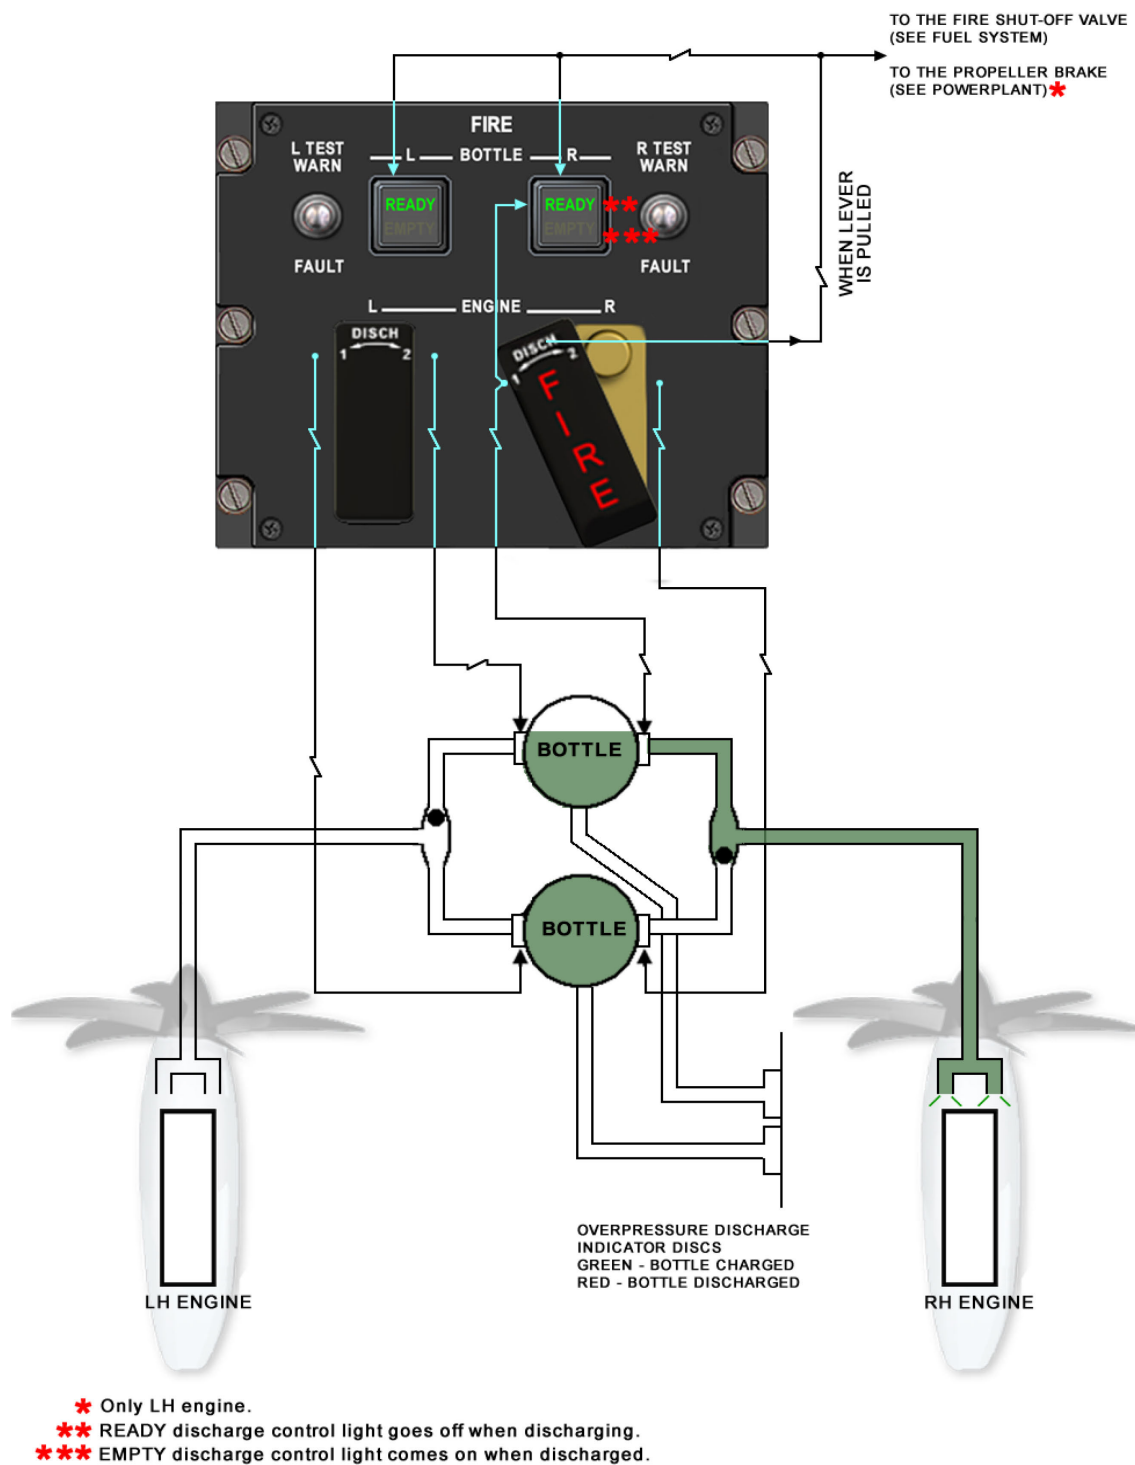 TO THE FIRE SHUT-OFF VALVE
(SEE FUEL SYSTEM)
TO THE PROPELLER BRAKE
(SEE POWERPLANT)*
FIRE
L TEST
WARN
L BOTTLE R
R TEST
WARN
READY
EMPTY
READY **
EMPTY ***
FAULT
FAULT
WHEN LEVER
IS PULLED
L ENGINE R
DISCH
1 2
DISCH
1 2
FIRE
BOTTLE
BOTTLE
OVERPRESSURE DISCHARGE
INDICATOR DISCS
GREEN - BOTTLE CHARGED
RED - BOTTLE DISCHARGED
LH ENGINE
RH ENGINE
* Only LH engine.
** READY discharge control light goes off when discharging.
*** EMPTY discharge control light comes on when discharged.